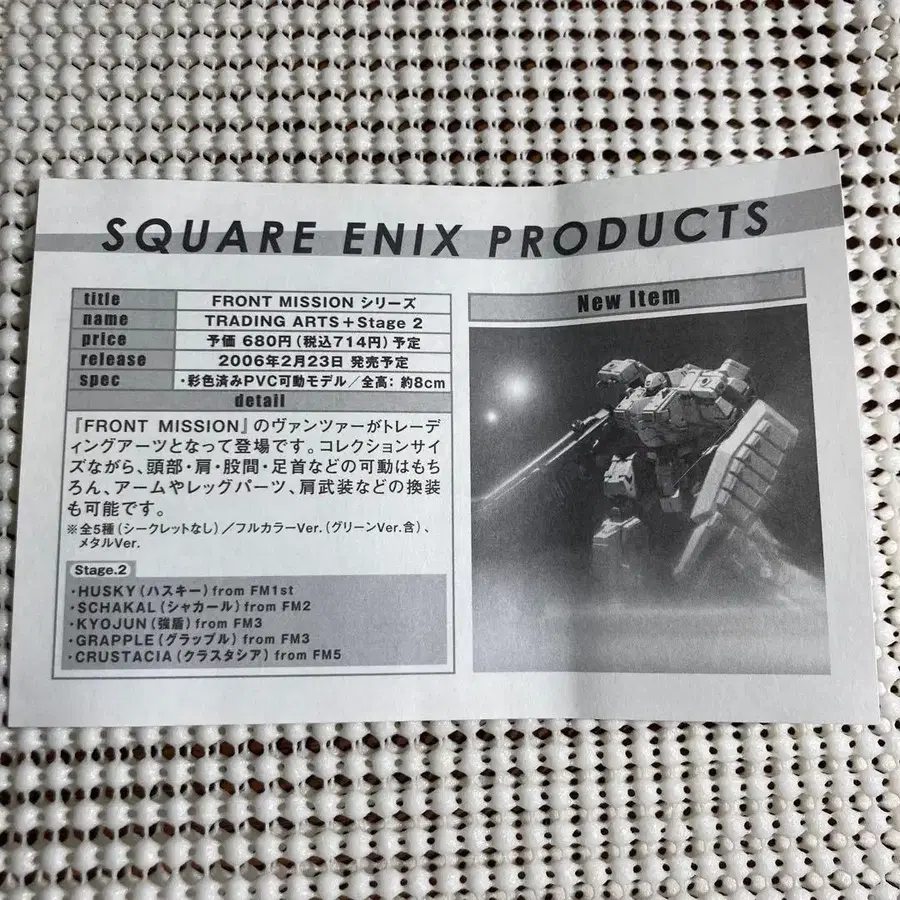 SQUARE ENIX PRODUCTS
title FRONT MISSION シリーズ
name TRADING ARTS+Stage 2
price 予価 680円(税込714円)予定
release 2006年2月23日 発売予定
spec ・彩色済みPVC可動モデル/全高: 約8cm
detail
『FRONT MISSION』のヴァンツァーがトレー
ディングアーツとなって登場です。コレクションサイ
ズながら、頭部・肩・股間・足首などの可動はもち
ろん、アームやレッグパーツ、肩武装などの換装
も可能です。
※全5種(シークレットなし)/フルカラーVer.(グリーンVer.含)、
メタルVer.
Stage.2
・HUSKY(ハスキー)from FM1st
・SCHAKAL(シャカール)from FM2
・KYOJUN(強盾)from FM3
・GRAPPLE(グラップル)from FM3
・CRUSTACIA(クラスタシア)from FM5
New Item